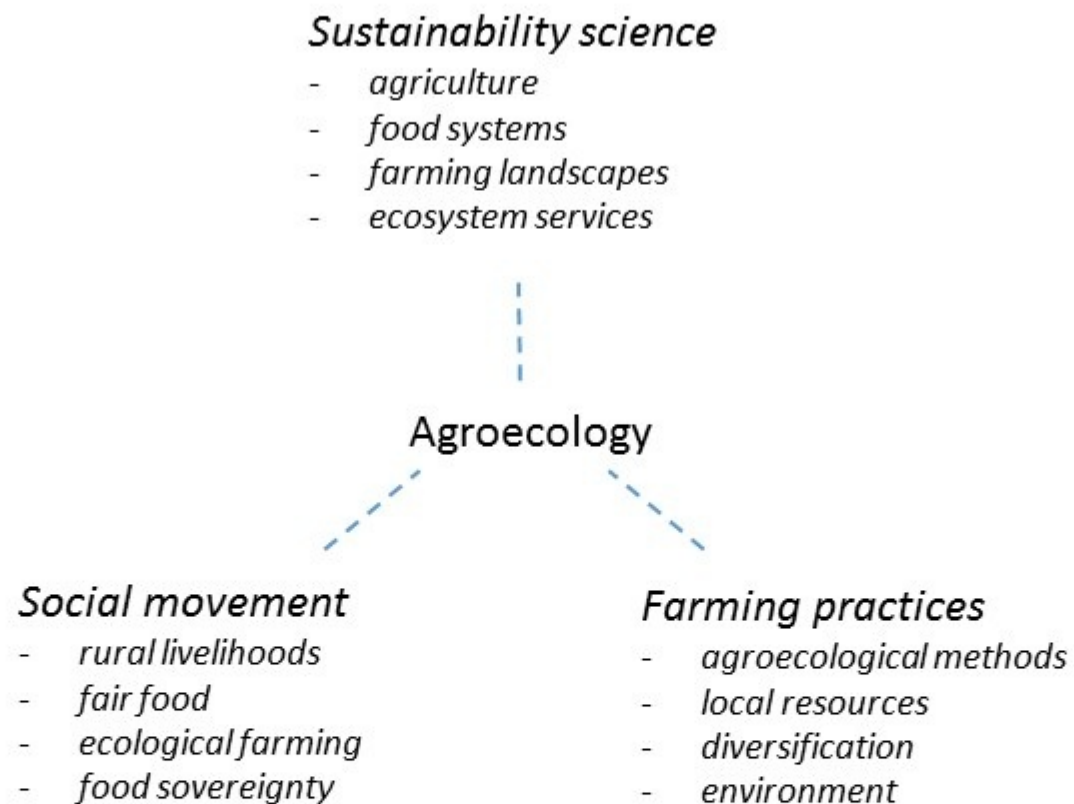 Sustainability science
- agriculture
- food systems
- farming landscapes
- ecosystem services
Agroecology
Social movement
- rural livelihoods
- fair food
- ecological farming
- food sovereignty
Farming practices
- agroecological methods
- local resources
- diversification
- environment